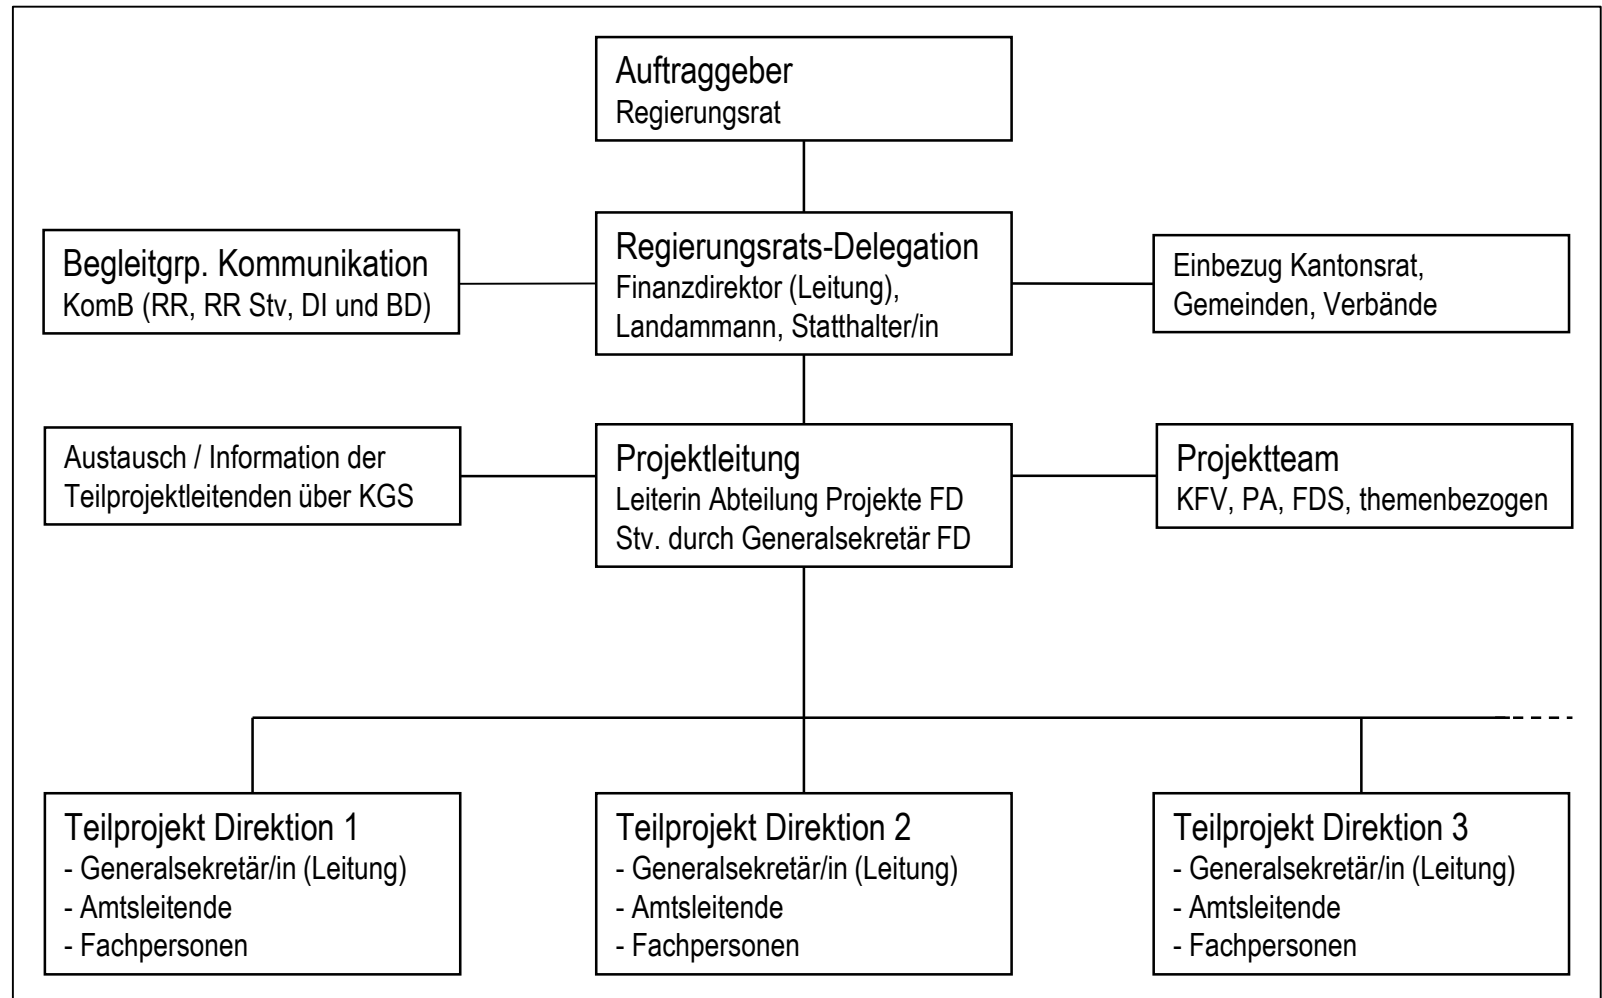 Auftraggeber
Regierungsrat
Begleitgrp. Kommunikation
KomB (RR, RR Stv, DI und BD)
Regierungsrats-Delegation
Finanzdirektor (Leitung),
Landammann, Statthalter/in
Einbezug Kantonsrat,
Gemeinden, Verbände
Austausch / Information der
Teilprojektleitenden über KGS
Projektleitung
Leiterin Abteilung Projekte FD
Stv. durch Generalsekretär FD
Projektteam
KFV, PA, FDS, themenbezogen
Teilprojekt Direktion 1
- Generalsekretär/in (Leitung)
- Amtsleitende
- Fachpersonen
Teilprojekt Direktion 2
- Generalsekretär/in (Leitung)
- Amtsleitende
- Fachpersonen
Teilprojekt Direktion 3
- Generalsekretär/in (Leitung)
- Amtsleitende
- Fachpersonen